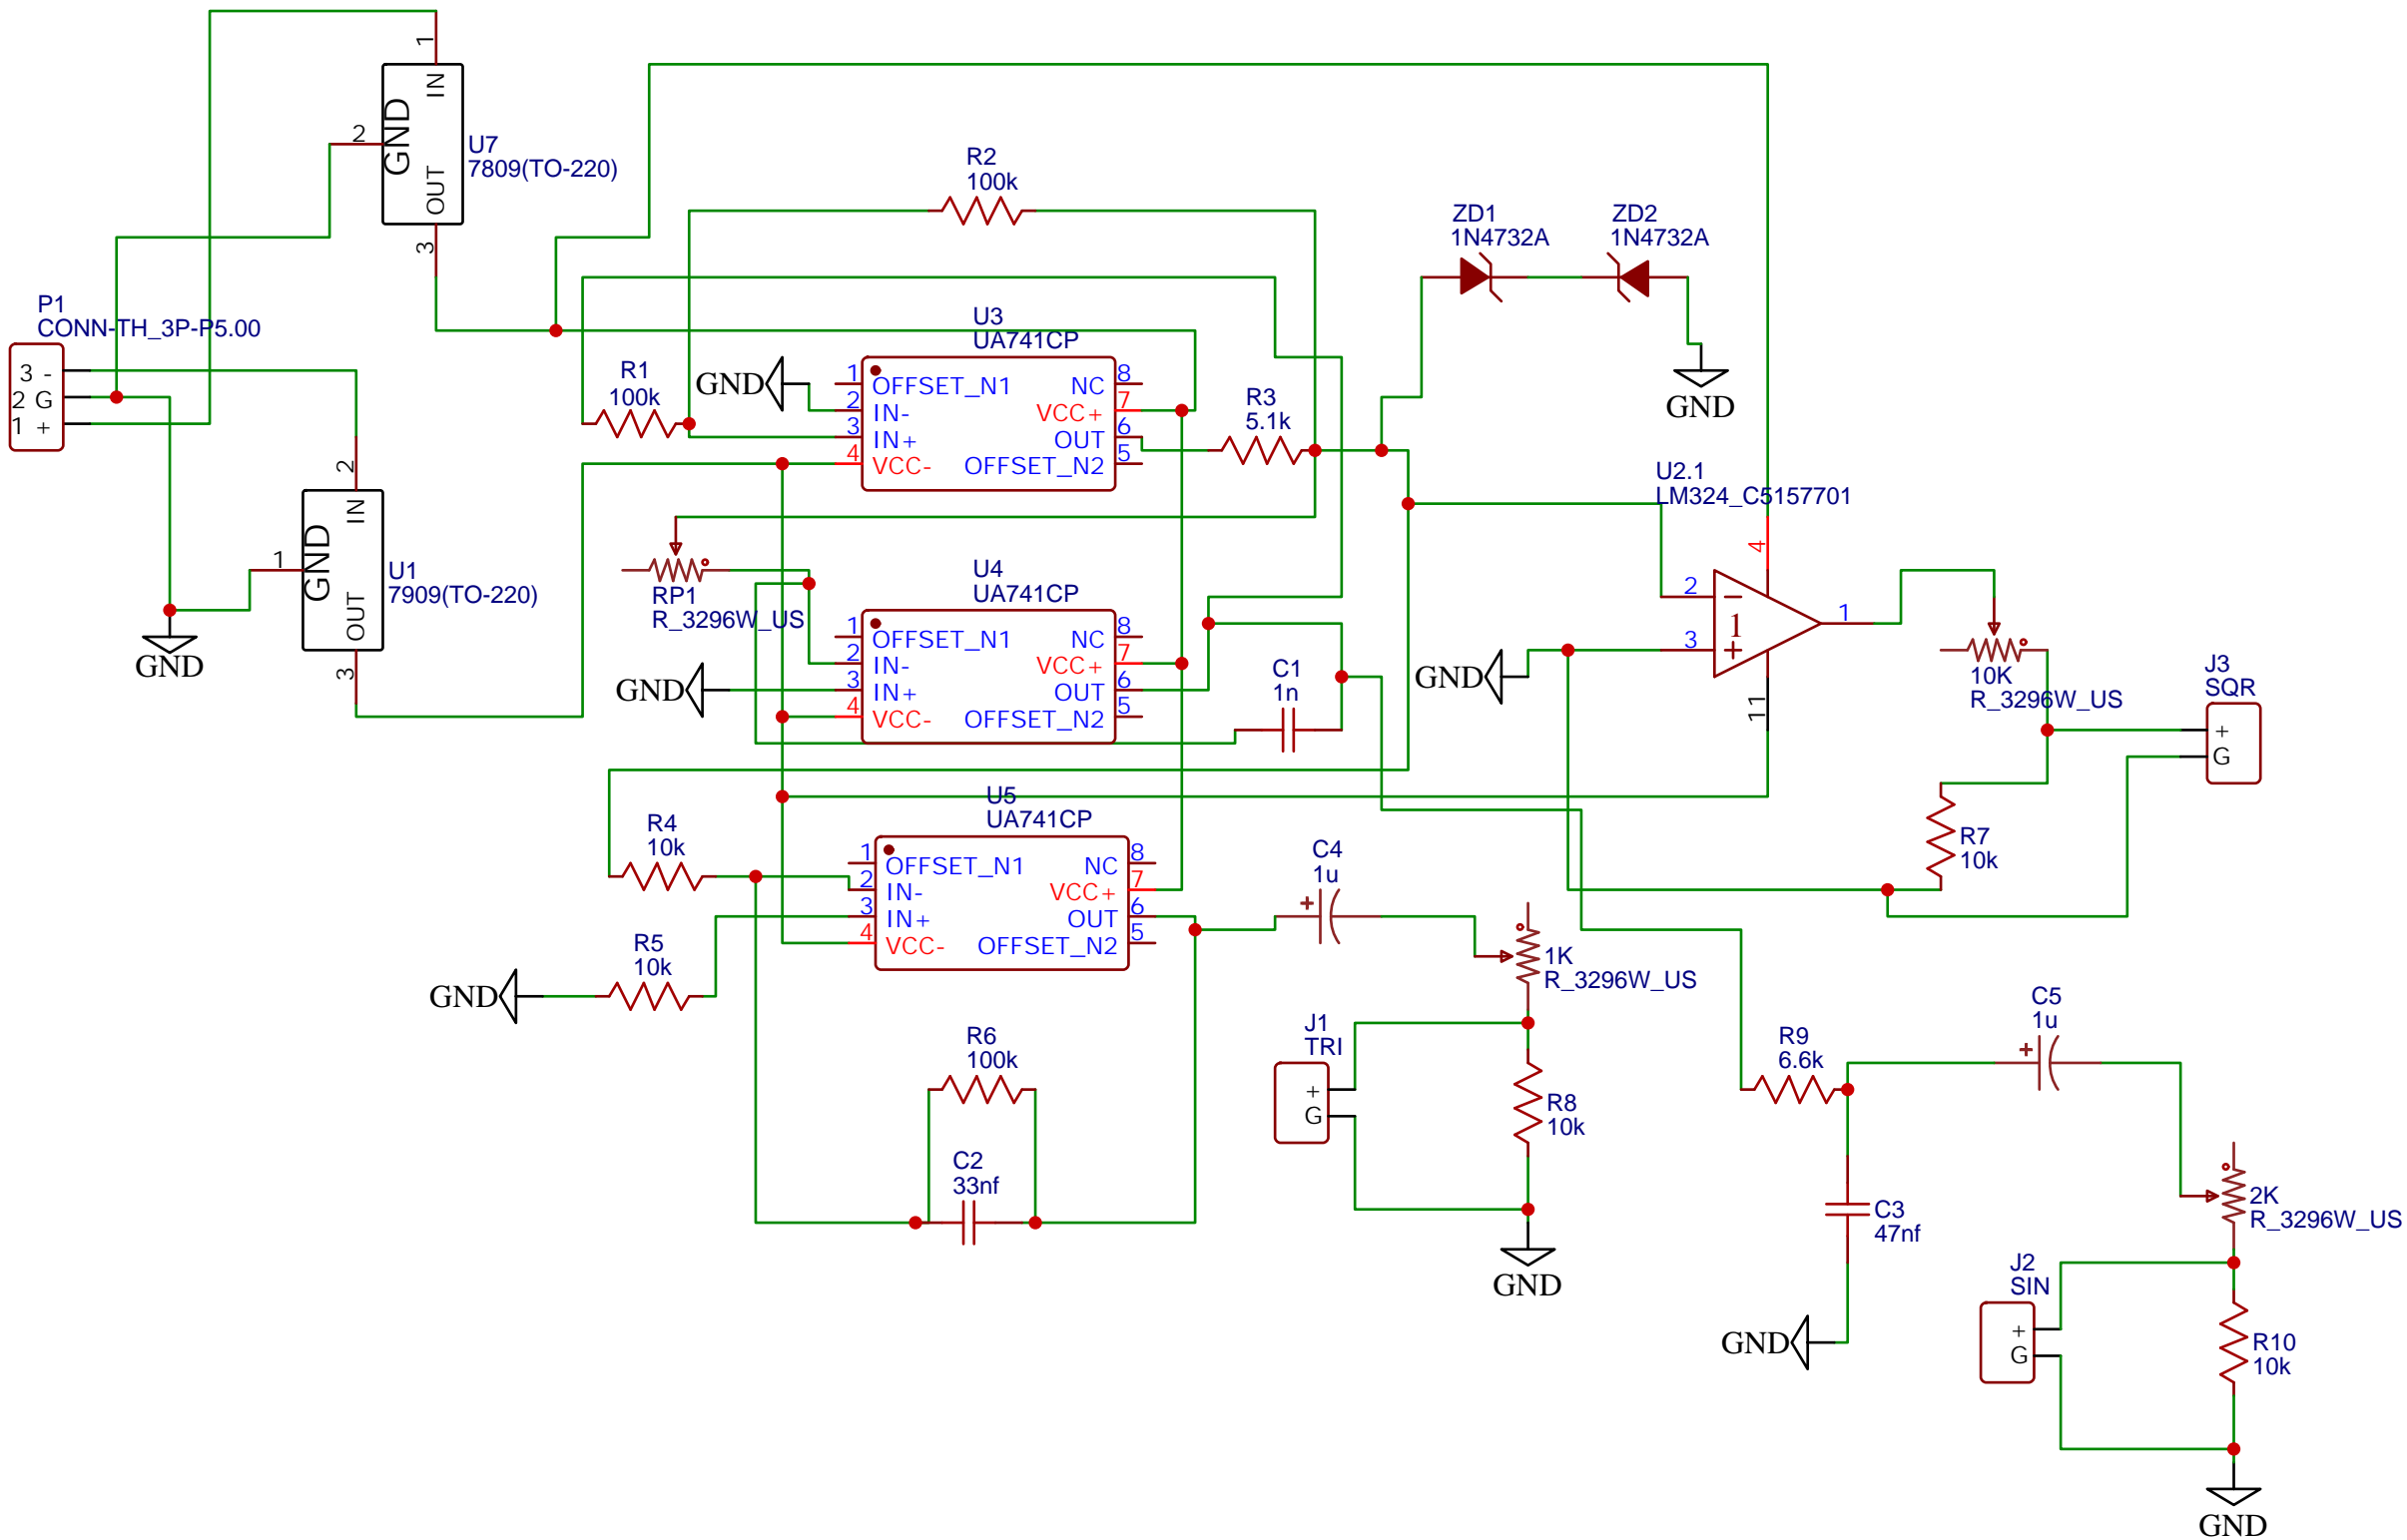 1
IN
GND
2
OUT
3
U7
7809(TO-220)
P1
CONN-TH_3P-P5.00
3 -
2 G
1 +
2
IN
GND
1
OUT
3
U1
7909(TO-220)
GND
R2
100k
R1
100k
GND
U3
UA741CP
1 OFFSET_N1 NC 8
2 IN- VCC+ 7
3 IN+ OUT 6
4 VCC- OFFSET_N2 5
R3
5.1k
ZD1
1N4732A
ZD2
1N4732A
GND
RP1
R_3296W_US
GND
U4
UA741CP
1 OFFSET_N1 NC 8
2 IN- VCC+ 7
3 IN+ OUT 6
4 VCC- OFFSET_N2 5
C1
1n
U2.1
LM324_C5157701
4
2 −
1
3 +
1
11
GND
10K
R_3296W_US
J3
SQR
+
G
R7
10k
U5
UA741CP
1 OFFSET_N1 NC 8
2 IN- VCC+ 7
3 IN+ OUT 6
4 VCC- OFFSET_N2 5
R4
10k
R5
10k
GND
R6
100k
C2
33nf
C4
1u
+
1K
R_3296W_US
J1
TRI
+
G
R8
10k
GND
R9
6.6k
C5
1u
+
C3
47nf
GND
2K
R_3296W_US
J2
SIN
+
G
R10
10k
GND